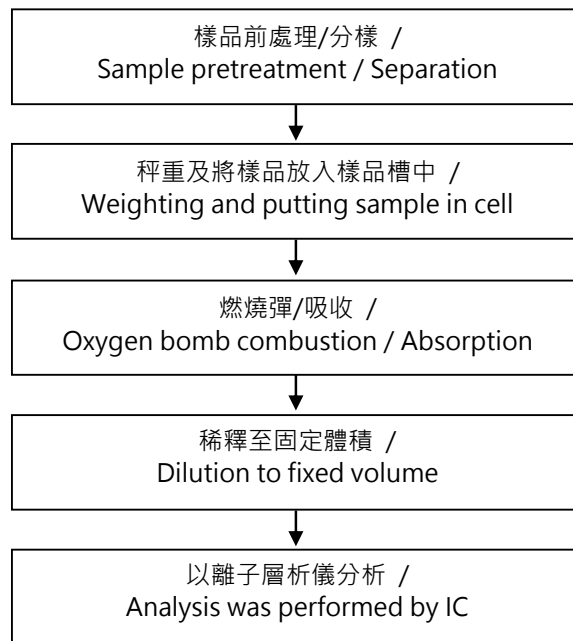 樣品前處理/分樣 /
Sample pretreatment / Separation
秤重及將樣品放入樣品槽中 /
Weighting and putting sample in cell
燃燒彈/吸收 /
Oxygen bomb combustion / Absorption
稀釋至固定體積 /
Dilution to fixed volume
以離子層析儀分析 /
Analysis was performed by IC